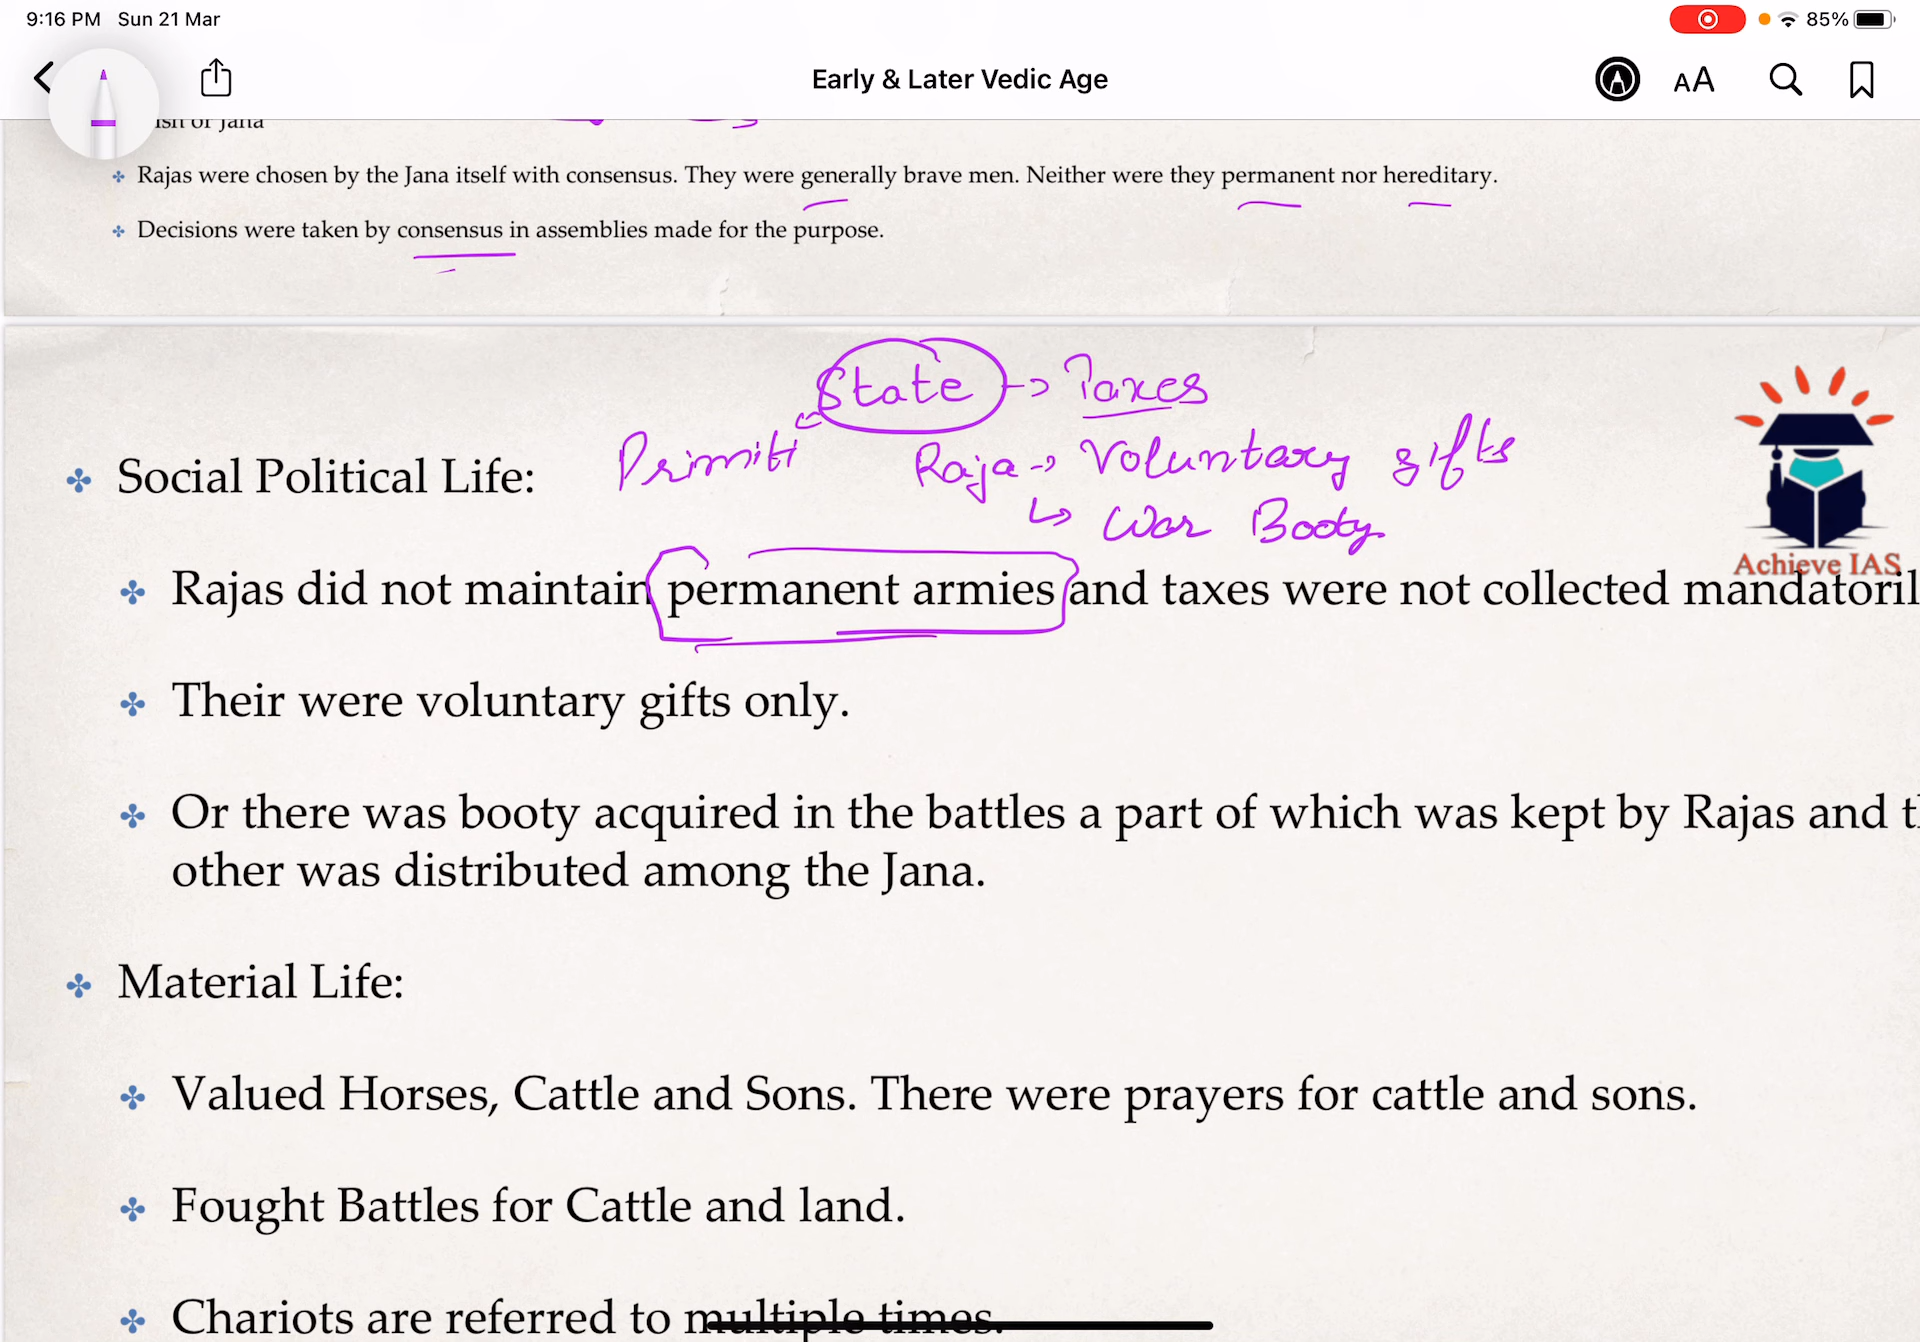 9:16 PM Sun 21 Mar
85%
Early & Later Vedic Age
AA
of Jana
Rajas were chosen by the Jana itself with consensus. They were generally brave men. Neither were they permanent nor hereditary.
Decisions were taken by consensus in assemblies made for the purpose.
State → Taxes
Primiti Raja → Voluntary gifts
↳ War Booty
Social Political Life:
Achieve IAS
Rajas did not maintain permanent armies and taxes were not collected mandatoril
Their were voluntary gifts only.
Or there was booty acquired in the battles a part of which was kept by Rajas and t
other was distributed among the Jana.
Material Life:
Valued Horses, Cattle and Sons. There were prayers for cattle and sons.
Fought Battles for Cattle and land.
Chariots are referred to multiple times.